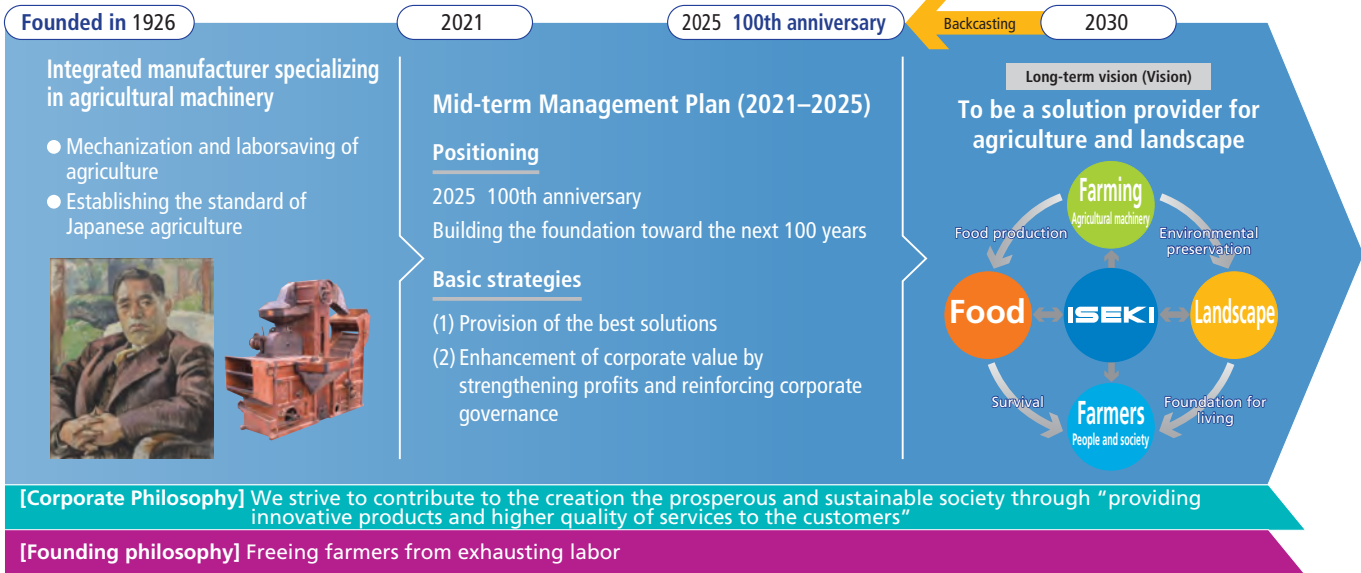 Founded in 1926
2021
2025 100th anniversary
Backcasting
2030
Integrated manufacturer specializing
in agricultural machinery
● Mechanization and laborsaving of
agriculture
● Establishing the standard of
Japanese agriculture
Mid-term Management Plan (2021–2025)
Positioning
2025 100th anniversary
Building the foundation toward the next 100 years
Basic strategies
(1) Provision of the best solutions
(2) Enhancement of corporate value by
strengthening profits and reinforcing corporate
governance
Long-term vision (Vision)
To be a solution provider for
agriculture and landscape
Farming
Agricultural machinery
Food production
Environmental
preservation
Food
ISEKI
Landscape
Survival
Foundation for
living
Farmers
People and society
[Corporate Philosophy] We strive to contribute to the creation the prosperous and sustainable society through “providing
innovative products and higher quality of services to the customers”
[Founding philosophy] Freeing farmers from exhausting labor